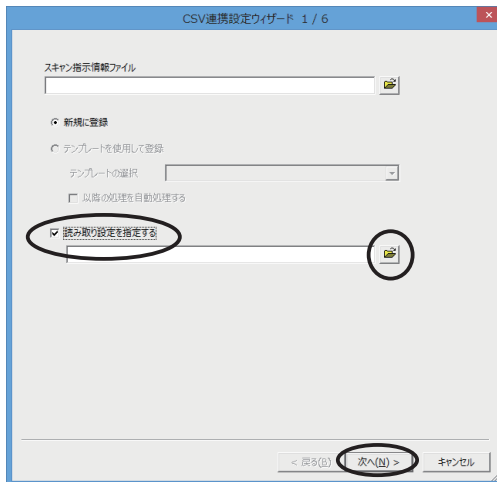 CSV連携設定ウィザード 1 / 6
スキャン指示情報ファイル
新規に登録
テンプレートを使用して登録
テンプレートの選択
以降の処理を自動処理する
読み取り設定を指定する
< 戻る(B) 次へ(N) > キャンセル